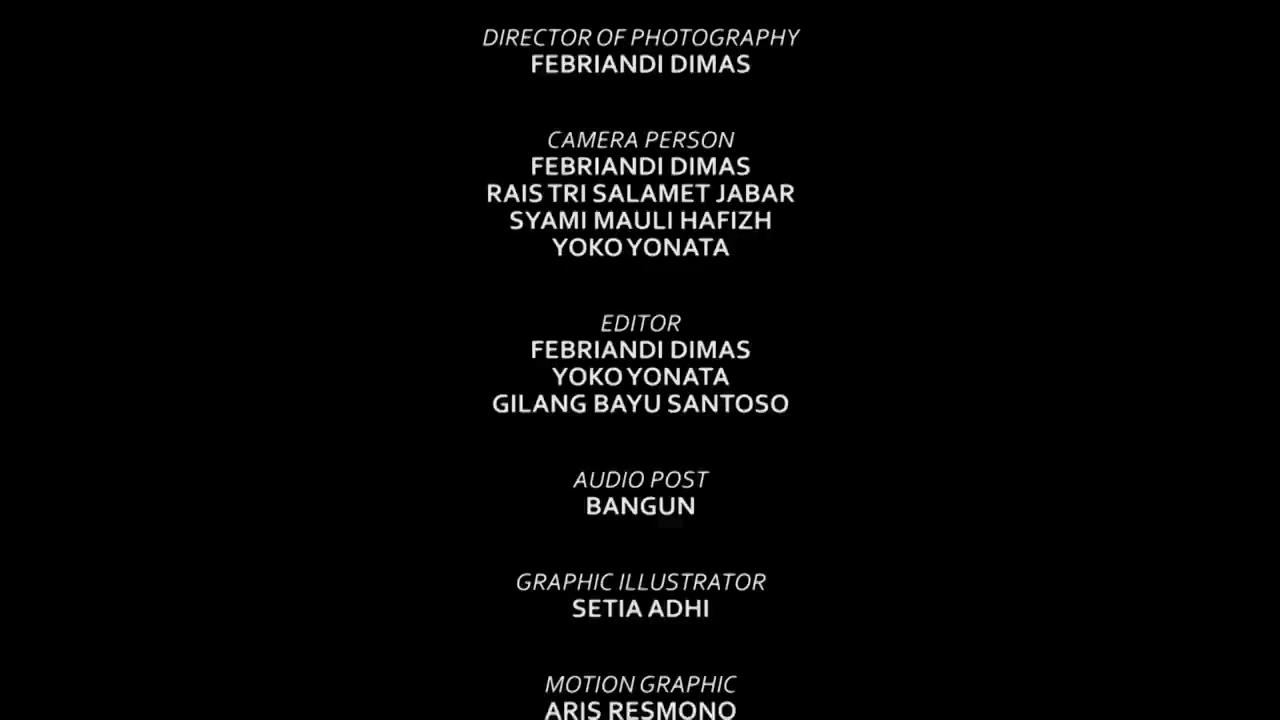 DIRECTOR OF PHOTOGRAPHY
FEBRIANDI DIMAS
CAMERA PERSON
FEBRIANDI DIMAS
RAIS TRI SALAMET JABAR
SYAMI MAULI HAFIZH
YOKO YONATA
EDITOR
FEBRIANDI DIMAS
YOKO YONATA
GILANG BAYU SANTOSO
AUDIO POST
BANGUN
GRAPHIC ILLUSTRATOR
SETIA ADHI
MOTION GRAPHIC
ARIS RESMONO